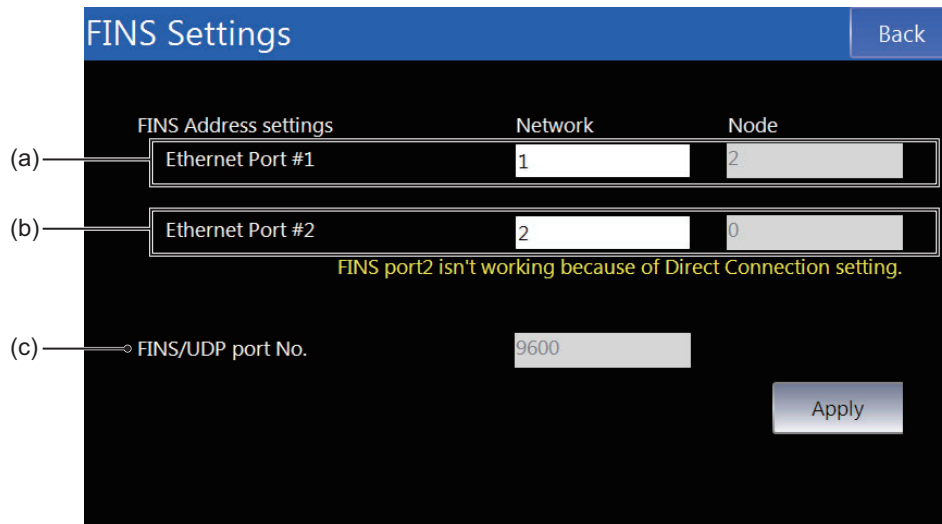 FINS Settings Back
FINS Address settings Network Node
(a) Ethernet Port #1 1 2
(b) Ethernet Port #2 2 0
FINS port2 isn't working because of Direct Connection setting.
(c) FINS/UDP port No. 9600
Apply